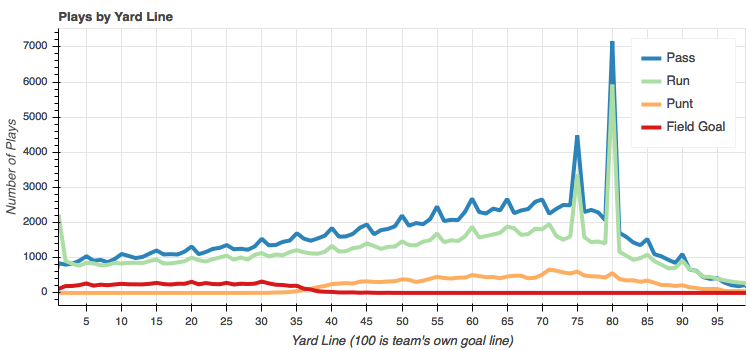 Plays by Yard Line
7000
6000
5000
4000
3000
2000
1000
0
Number of Plays
Pass
Run
Punt
Field Goal
5 10 15 20 25 30 35 40 45 50 55 60 65 70 75 80 85 90 95
Yard Line (100 is team's own goal line)